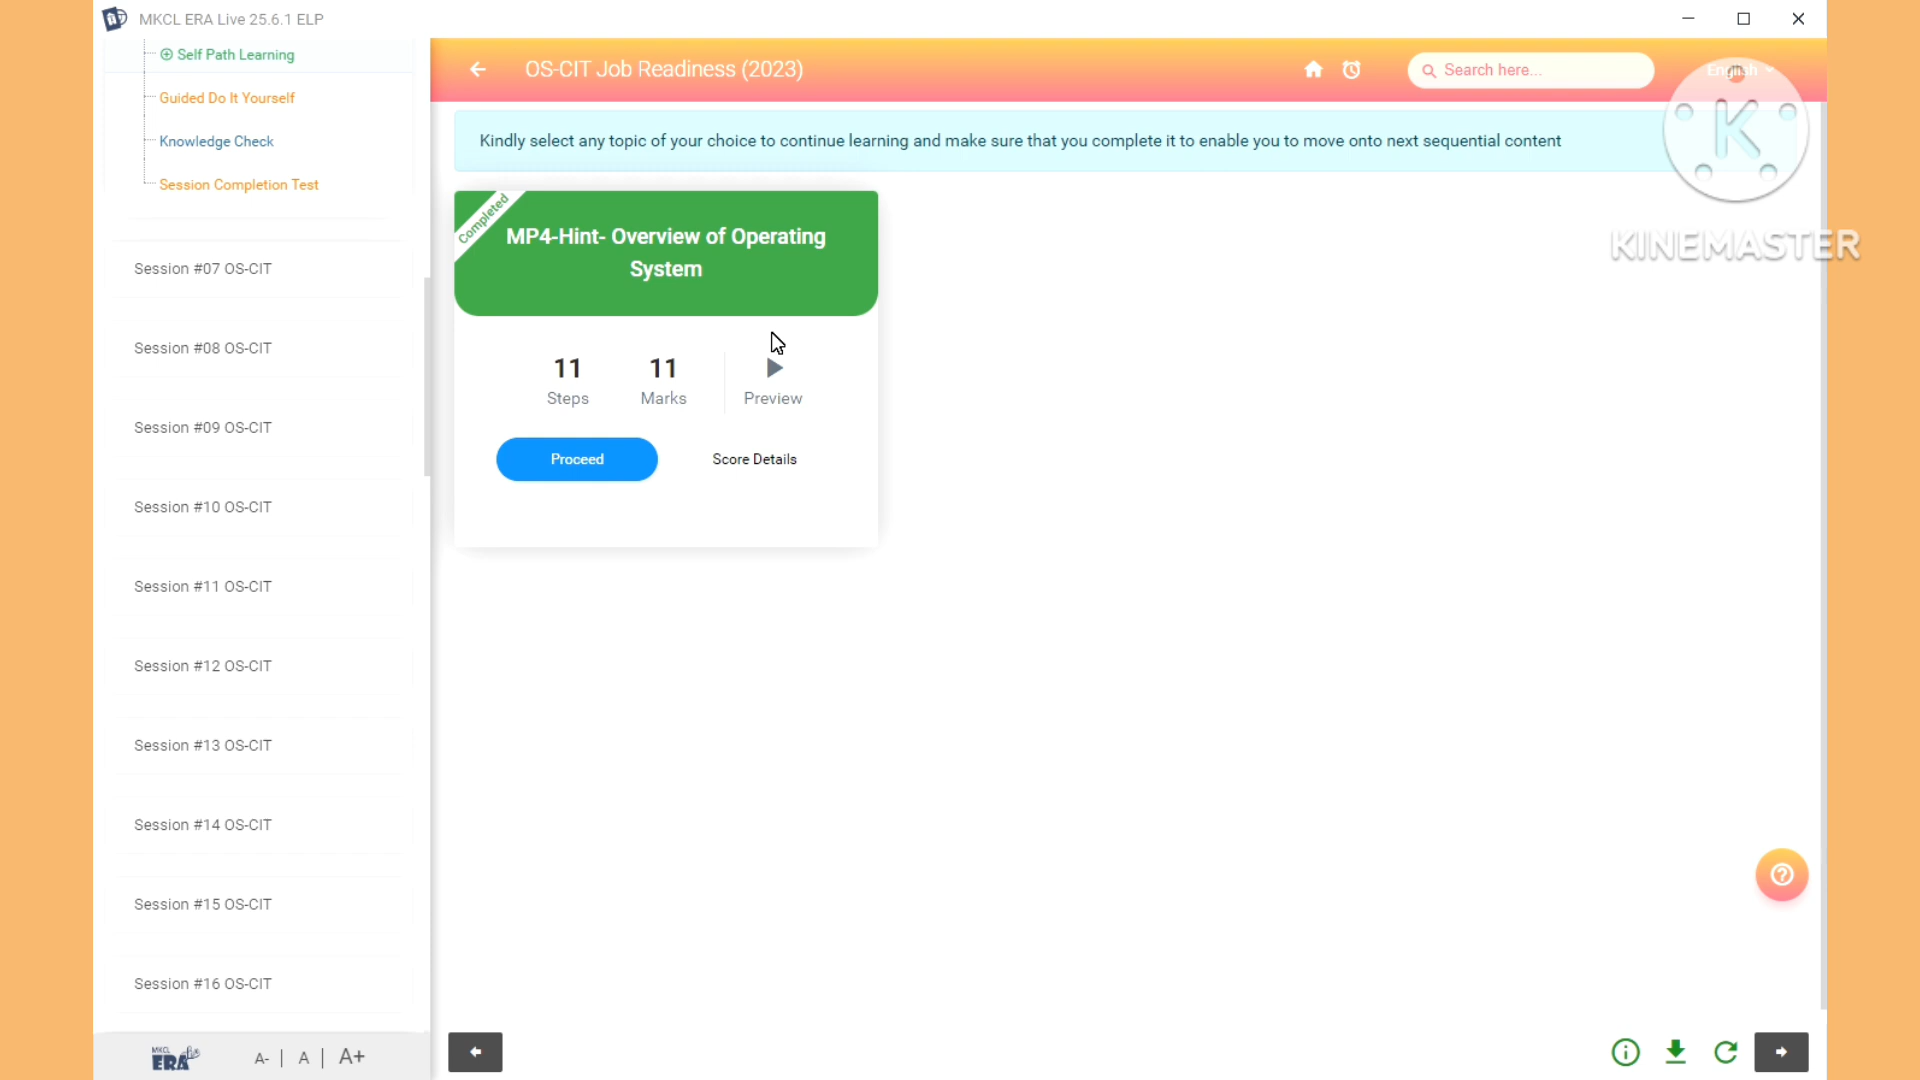 MKCL ERA Live 25.6.1 ELP
Self Path Learning
Guided Do It Yourself
Knowledge Check
Session Completion Test
Session #07 OS-CIT
Session #08 OS-CIT
Session #09 OS-CIT
Session #10 OS-CIT
Session #11 OS-CIT
Session #12 OS-CIT
Session #13 OS-CIT
Session #14 OS-CIT
Session #15 OS-CIT
Session #16 OS-CIT
MKCL
ERA Live
A- | A | A+
OS-CIT Job Readiness (2023)
Search here...
English
Kindly select any topic of your choice to continue learning and make sure that you complete it to enable you to move onto next sequential content
K
KINEMASTER
Completed
MP4-Hint- Overview of Operating
System
11 11
Steps Marks Preview
Proceed Score Details